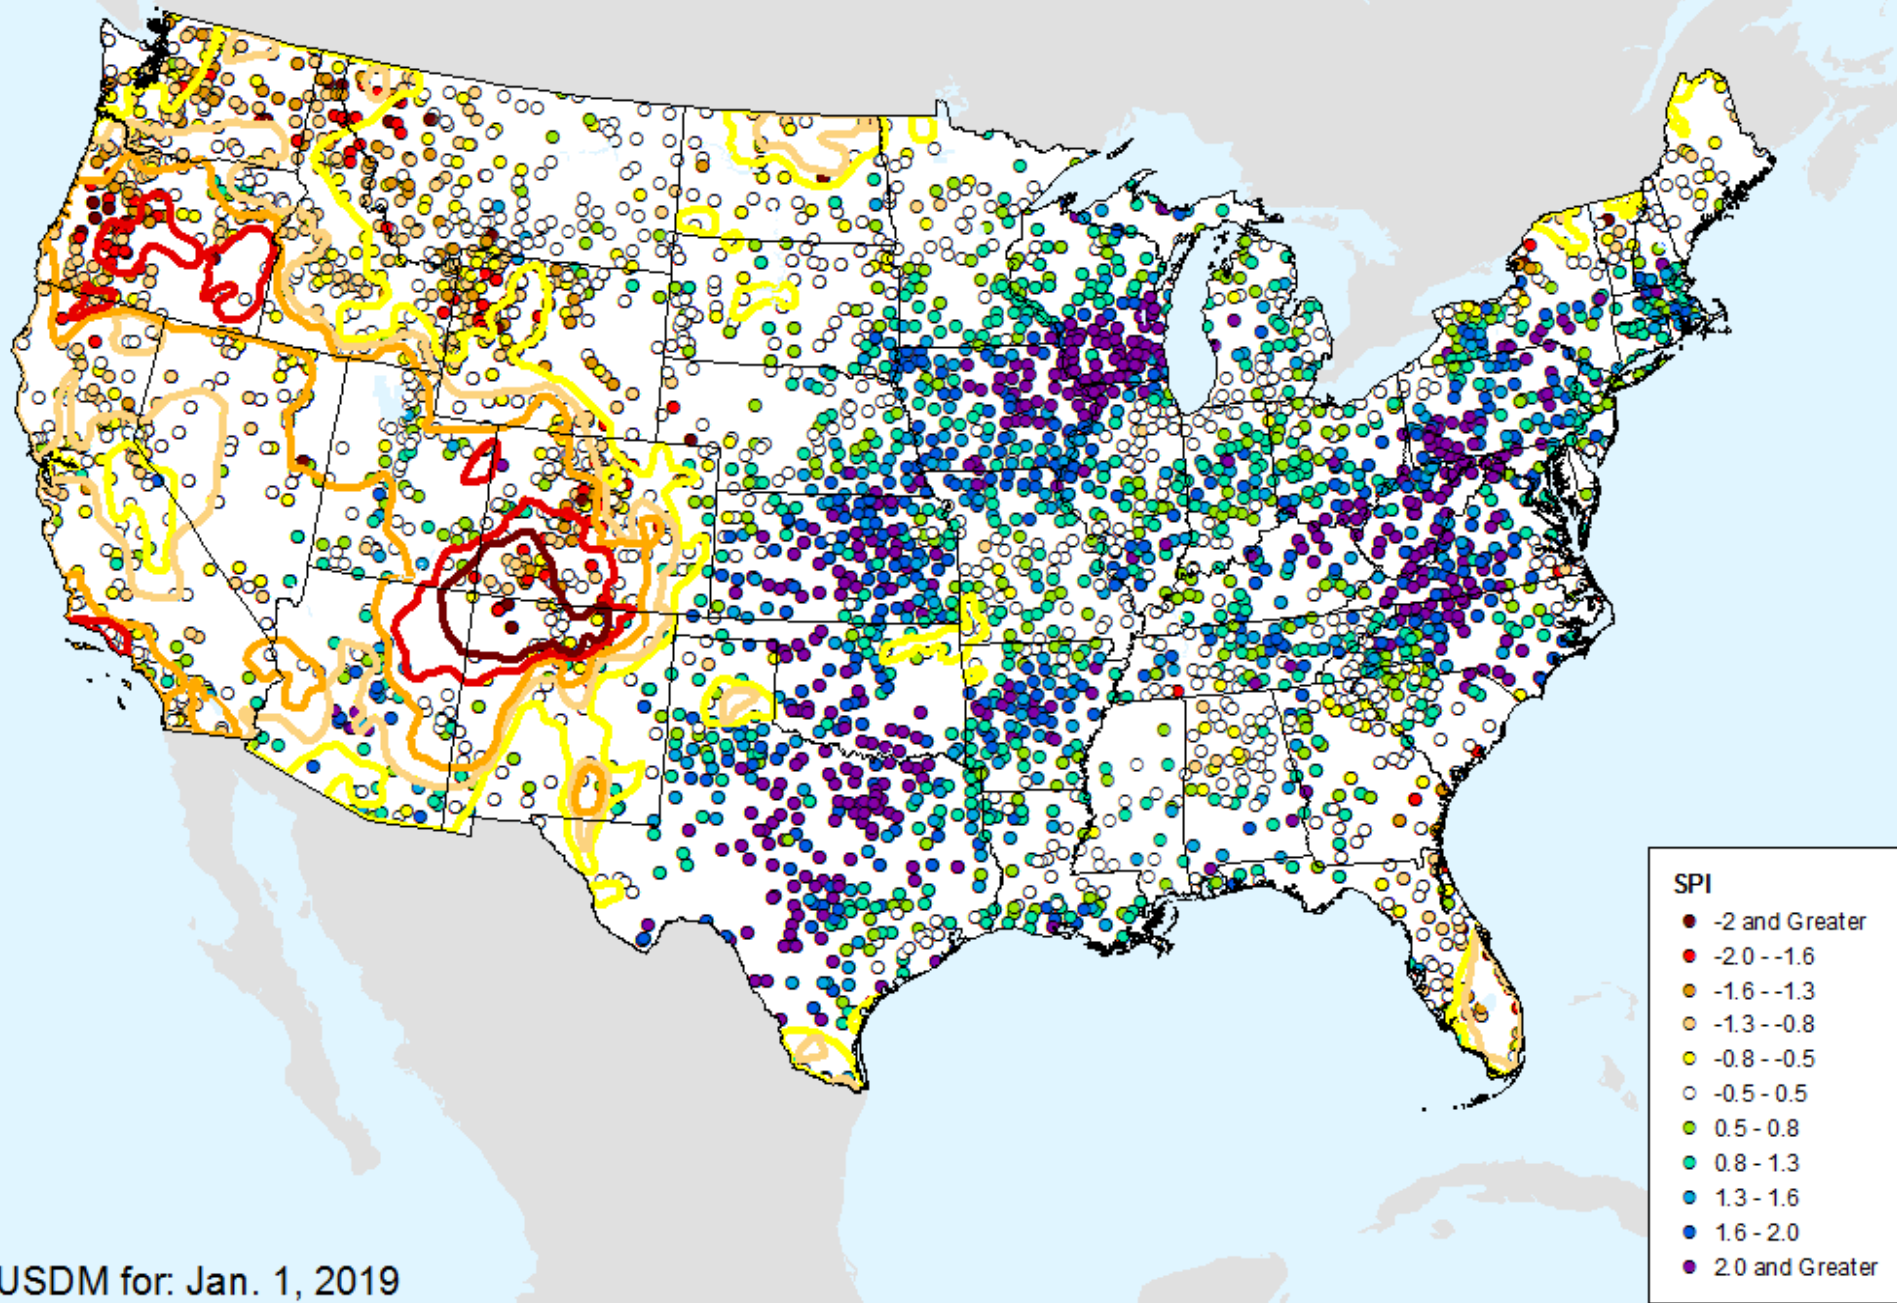 SPI
-2 and Greater
-2.0 - -1.6
-1.6 - -1.3
-1.3 - -0.8
-0.8 - -0.5
-0.5 - 0.5
0.5 - 0.8
0.8 - 1.3
1.3 - 1.6
1.6 - 2.0
2.0 and Greater
USDM for: Jan. 1, 2019